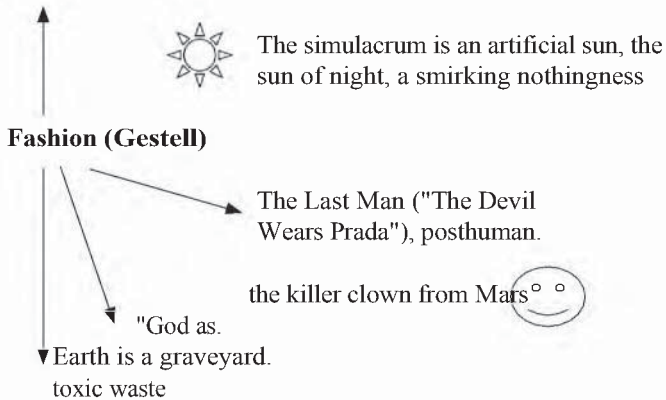 The simulacrum is an artificial sun, the
sun of night, a smirking nothingness
Fashion (Gestell)
The Last Man ("The Devil
Wears Prada"), posthuman.
the killer clown from Mars
"God as.
Earth is a graveyard.
toxic waste